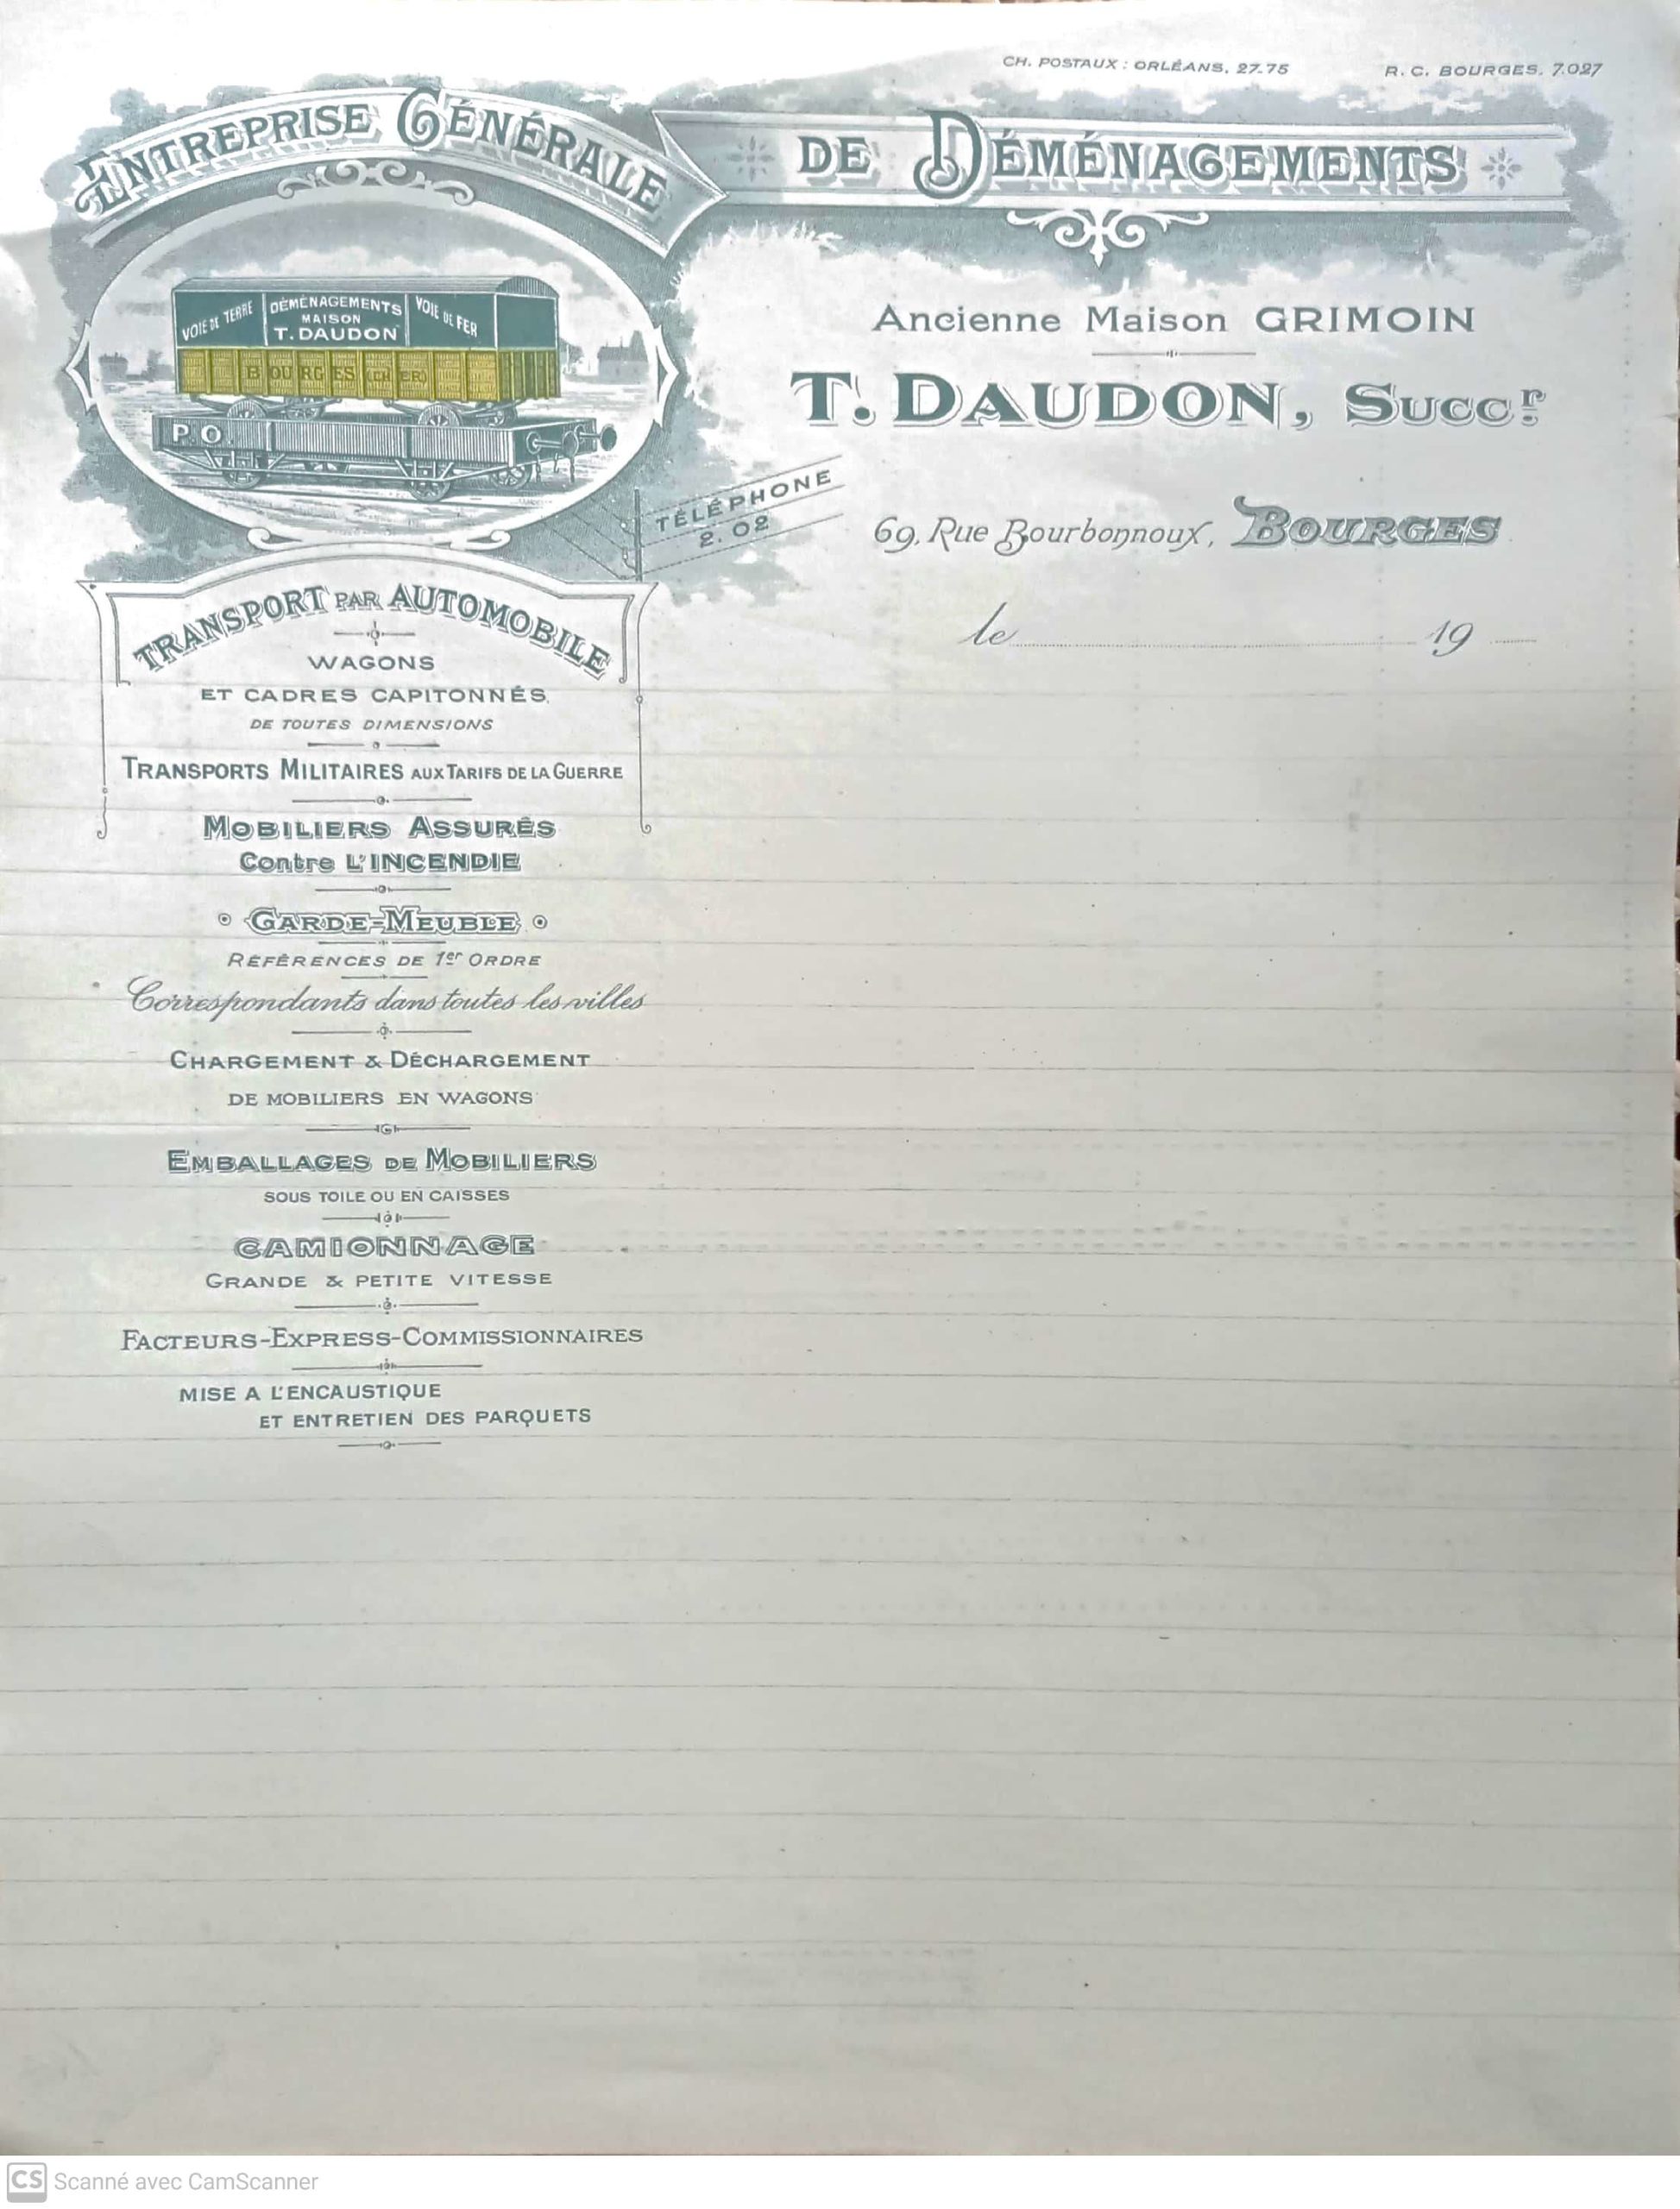 CH. POSTAUX : ORLÉANS, 27.75
R. C. BOURGES, 7.027
ENTREPRISE GÉNÉRALE
DE DÉMÉNAGEMENTS
VOIE DE TERRE
DÉMÉNAGEMENTS
MAISON
T. DAUDON
VOIE DE FER
BOURGES (CHER)
P.O.
Ancienne Maison GRIMOIN
T. DAUDON, Succr.
TÉLÉPHONE
2.02
69, Rue Bourbonnoux, BOURGES
le 19
TRANSPORT PAR AUTOMOBILE
WAGONS
ET CADRES CAPITONNÉS
DE TOUTES DIMENSIONS
TRANSPORTS MILITAIRES AUX TARIFS DE LA GUERRE
MOBILIERS ASSURÉS
Contre L'INCENDIE
GARDE-MEUBLE
RÉFÉRENCES DE 1er ORDRE
Correspondants dans toutes les villes
CHARGEMENT & DÉCHARGEMENT
DE MOBILIERS EN WAGONS
EMBALLAGES DE MOBILIERS
SOUS TOILE OU EN CAISSES
CAMIONNAGE
GRANDE & PETITE VITESSE
FACTEURS-EXPRESS-COMMISSIONNAIRES
MISE A L'ENCAUSTIQUE
ET ENTRETIEN DES PARQUETS
CS Scanné avec CamScanner